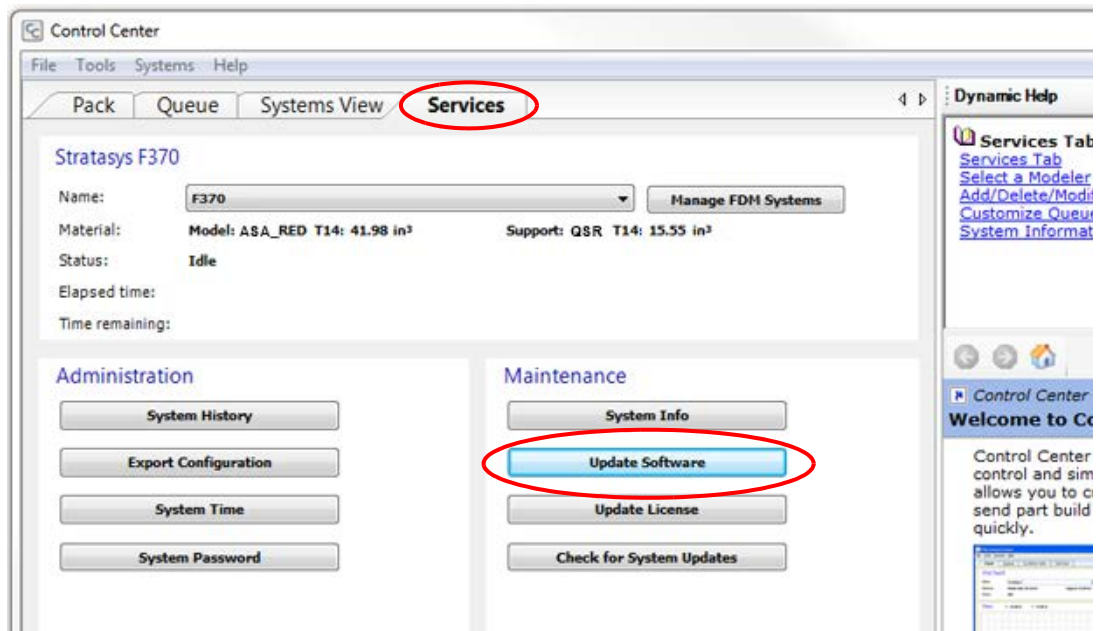 Control Center
File Tools Systems Help
Pack Queue Systems View Services
Stratasys F370
Name: F370 Manage FDM Systems
Material: Model: ASA_RED T14: 41.98 in³ Support: QSR T14: 15.55 in³
Status: Idle
Elapsed time:
Time remaining:
Administration
System History
Export Configuration
System Time
System Password
Maintenance
System Info
Update Software
Update License
Check for System Updates
Dynamic Help
Services Tab
Services Tab
Select a Modeler
Add/Delete/Modif
Customize Queue
System Informat
Control Center
Welcome to Co
Control Center
control and sim
allows you to c
send part build
quickly.